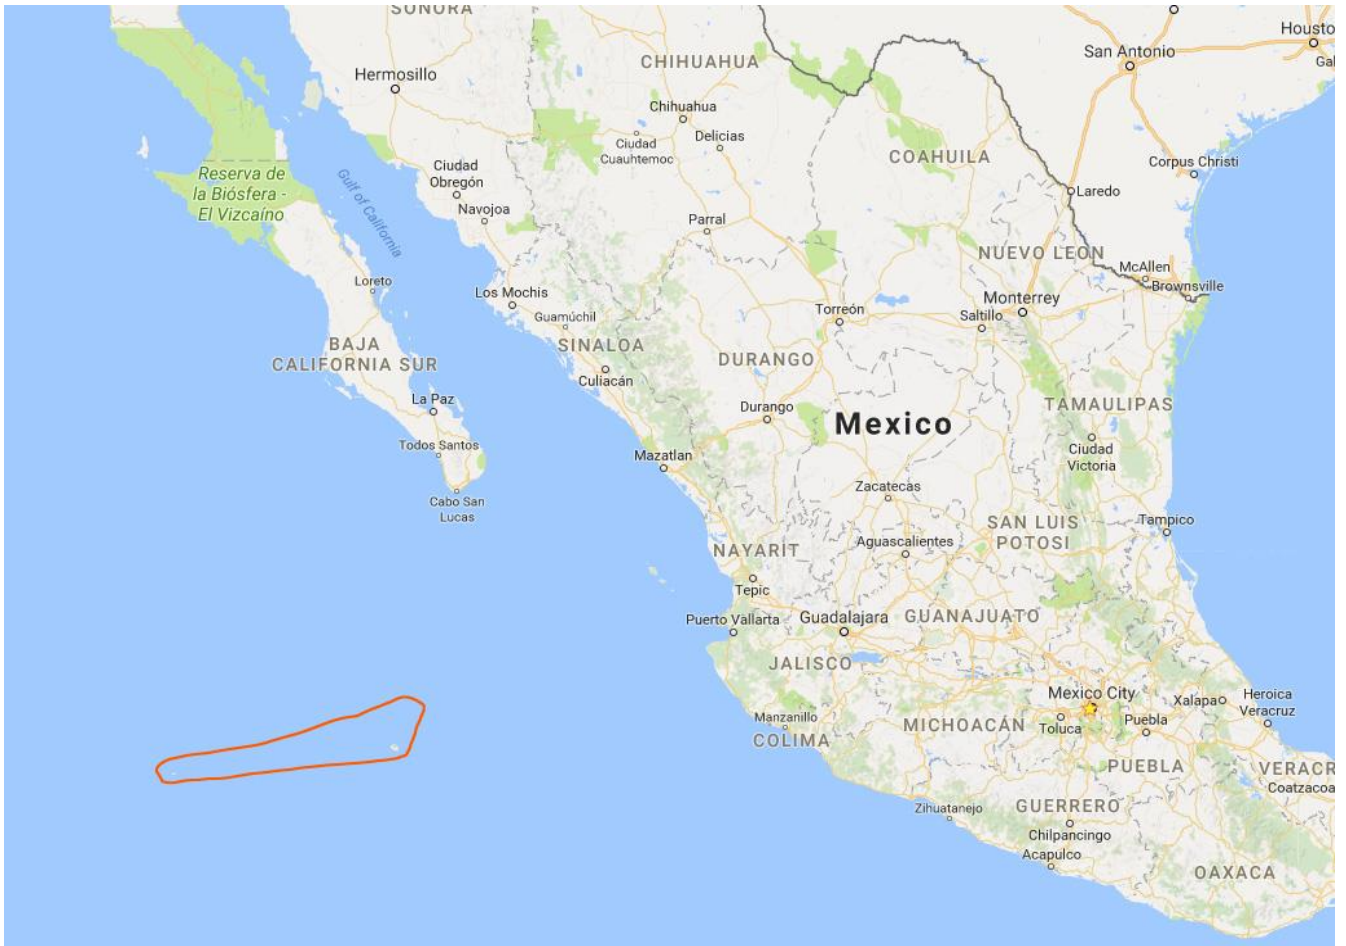 SONORA
Housto
San Antonio
Ga
CHIHUAHUA
Hermosillo
Chihuahua
Delicias
Ciudad
Cuauhtemoc
COAHUILA
Corpus Christi
Ciudad
Obregón
Laredo
Reserva de
la Biósfera -
El Vizcaíno
Gulf of California
Navojoa
Parral
NUEVO LEON
McAllen
Brownsville
Loreto
Los Mochis
Monterrey
Guamúchil
Torreón
Saltillo
BAJA
CALIFORNIA SUR
SINALOA
DURANGO
Culiacán
La Paz
Durango
TAMAULIPAS
Mexico
Todos Santos
Mazatlan
Ciudad
Victoria
Zacatecas
Cabo San
Lucas
SAN LUIS
POTOSI
Tampico
NAYARIT
Aguascalientes
Tepic
Puerto Vallarta
Guadalajara
GUANAJUATO
JALISCO
Mexico City
Xalapa
Heroica
Veracruz
Manzanillo
COLIMA
MICHOACÁN
Toluca
Puebla
PUEBLA
VERACR
Coatzacoa
Zihuatanejo
GUERRERO
Chilpancingo
Acapulco
OAXACA